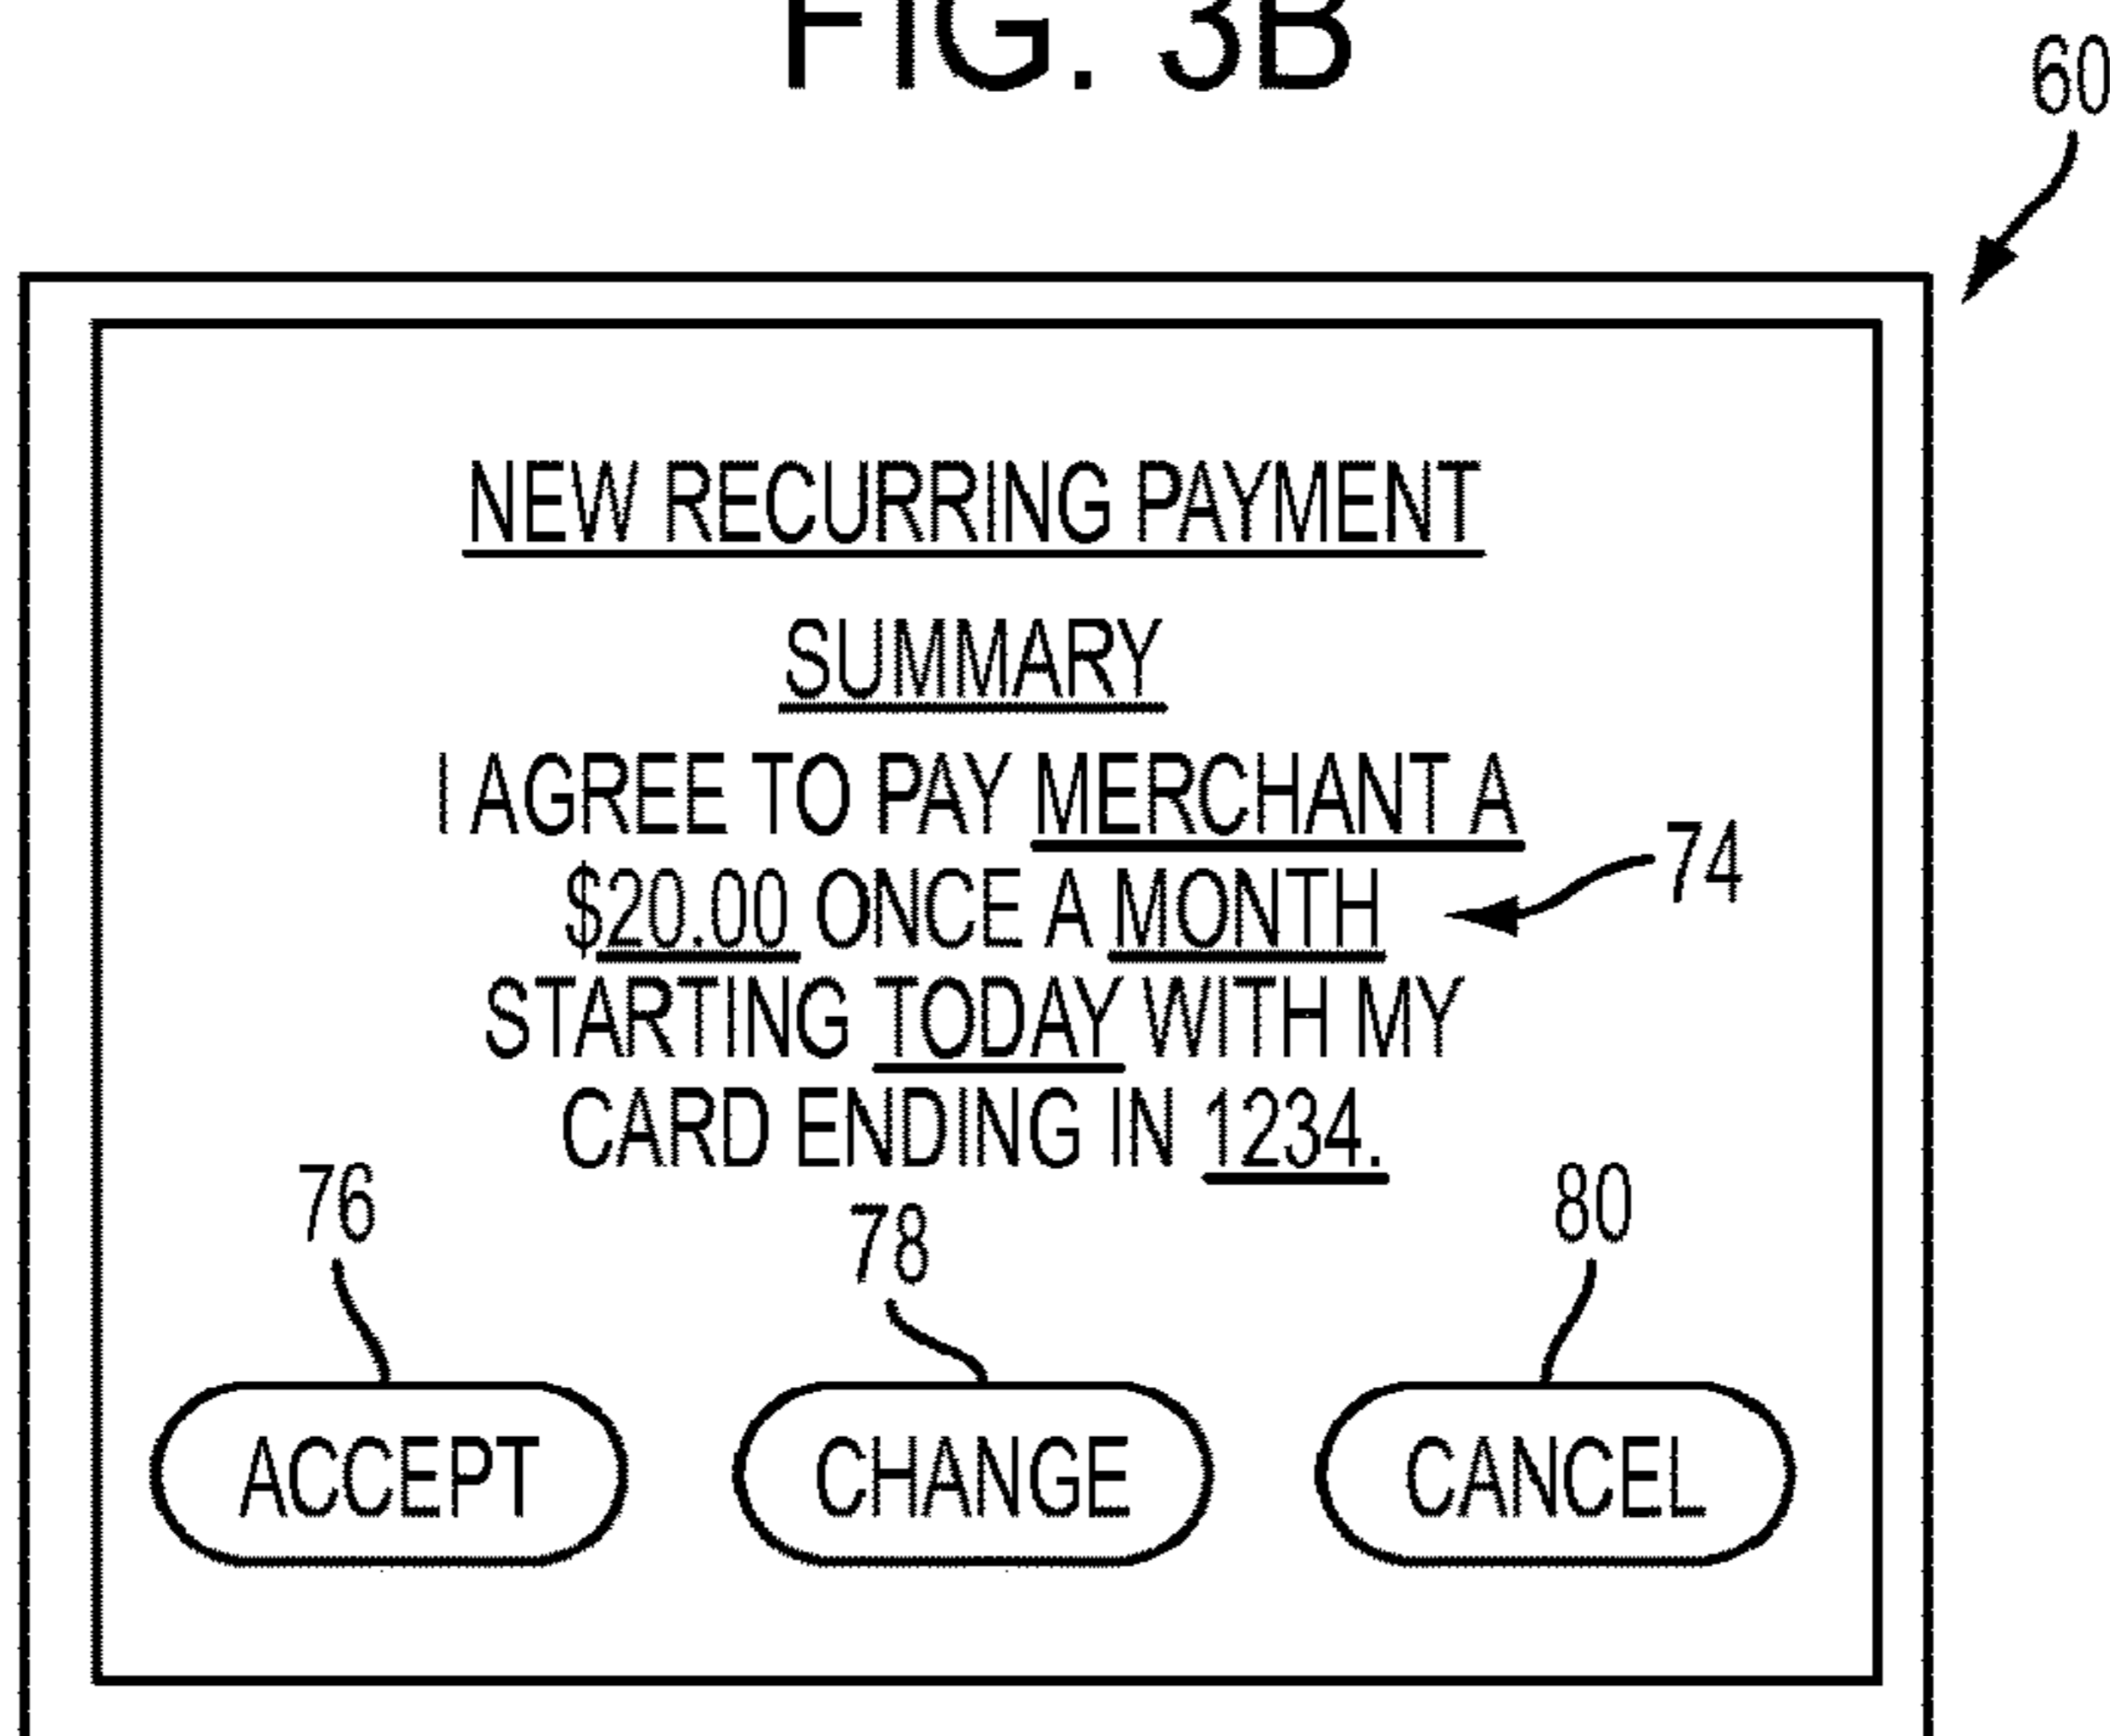 FIG. 3B
60
NEW RECURRING PAYMENT
SUMMARY
I AGREE TO PAY MERCHANT A
$20.00 ONCE A MONTH
74
STARTING TODAY WITH MY
CARD ENDING IN 1234.
76
78
80
ACCEPT
CHANGE
CANCEL